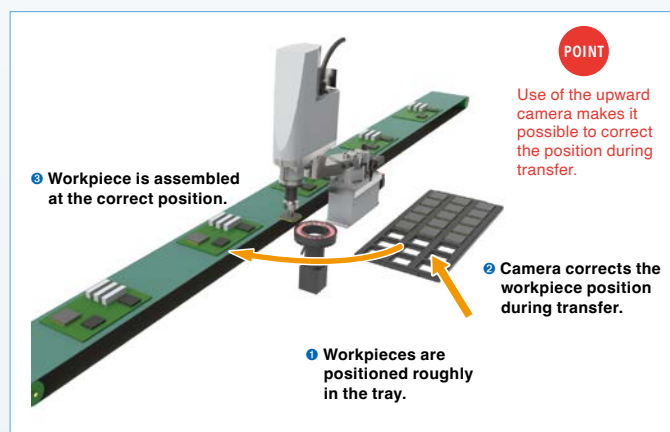 POINT
Use of the upward
camera makes it
possible to correct
the position during
transfer.
❸ Workpiece is assembled
at the correct position.
❷ Camera corrects the
workpiece position
during transfer.
❶ Workpieces are
positioned roughly
in the tray.